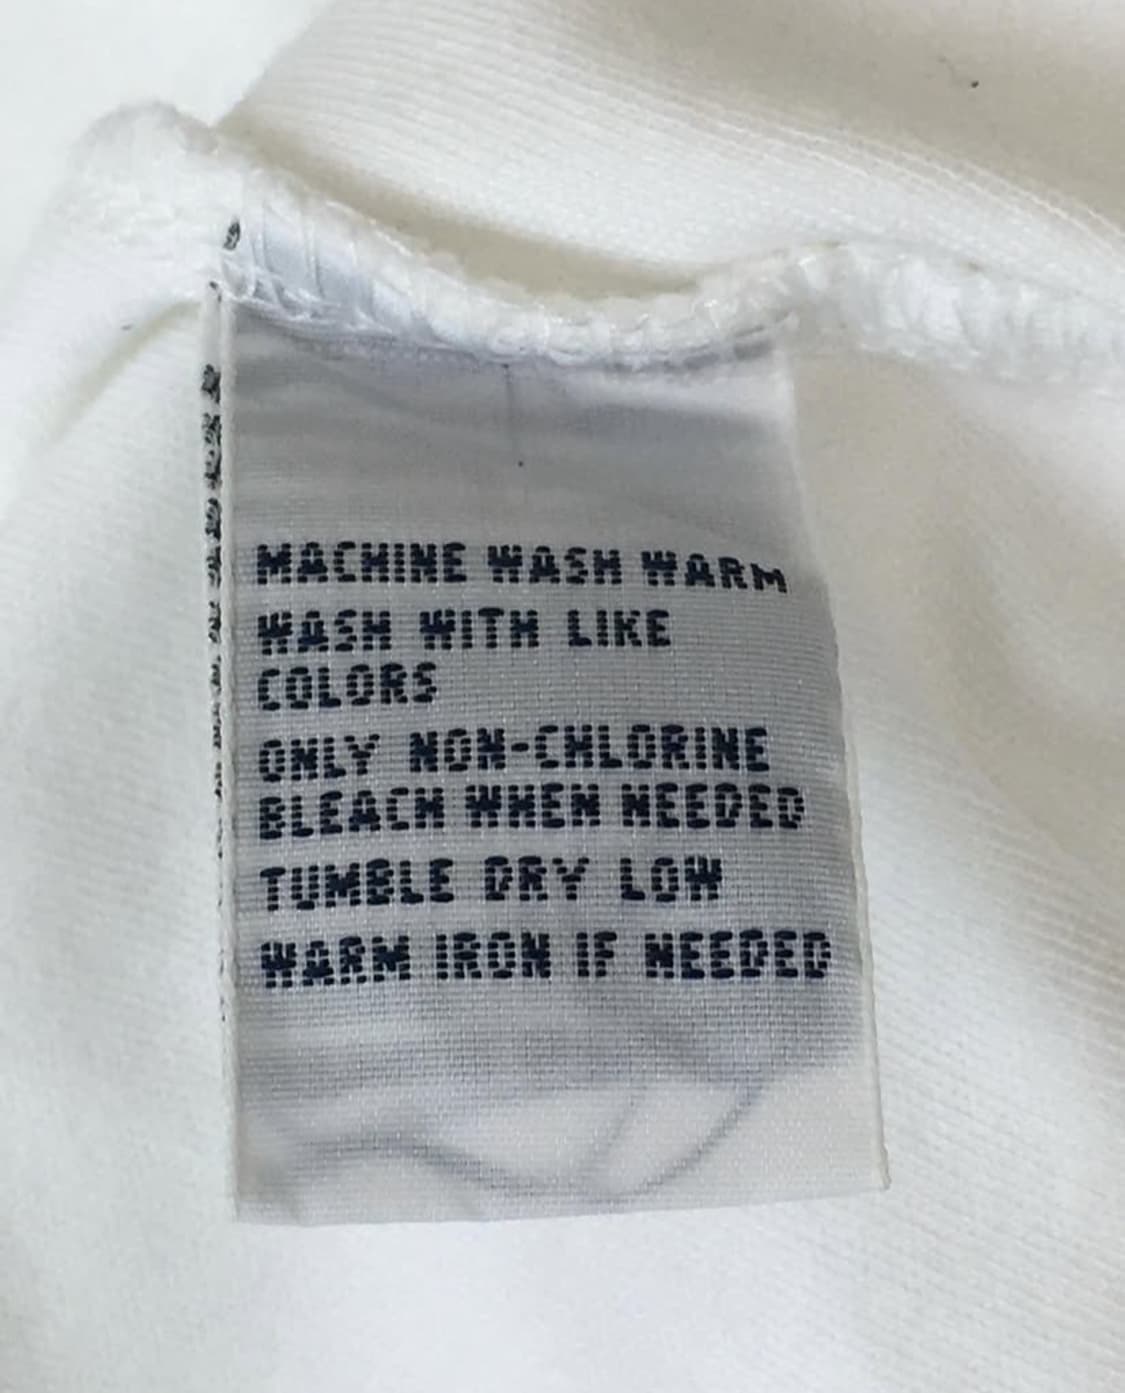 MACHINE WASH WARM
WASH WITH LIKE
COLORS
ONLY NON-CHLORINE
BLEACH WHEN NEEDED
TUMBLE DRY LOW
WARM IRON IF NEEDED